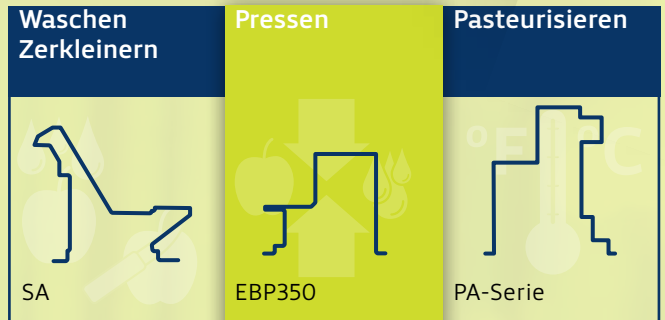 Waschen
Zerkleinern
Pressen
Pasteurisieren
°F
°C
SA
EBP350
PA-Serie